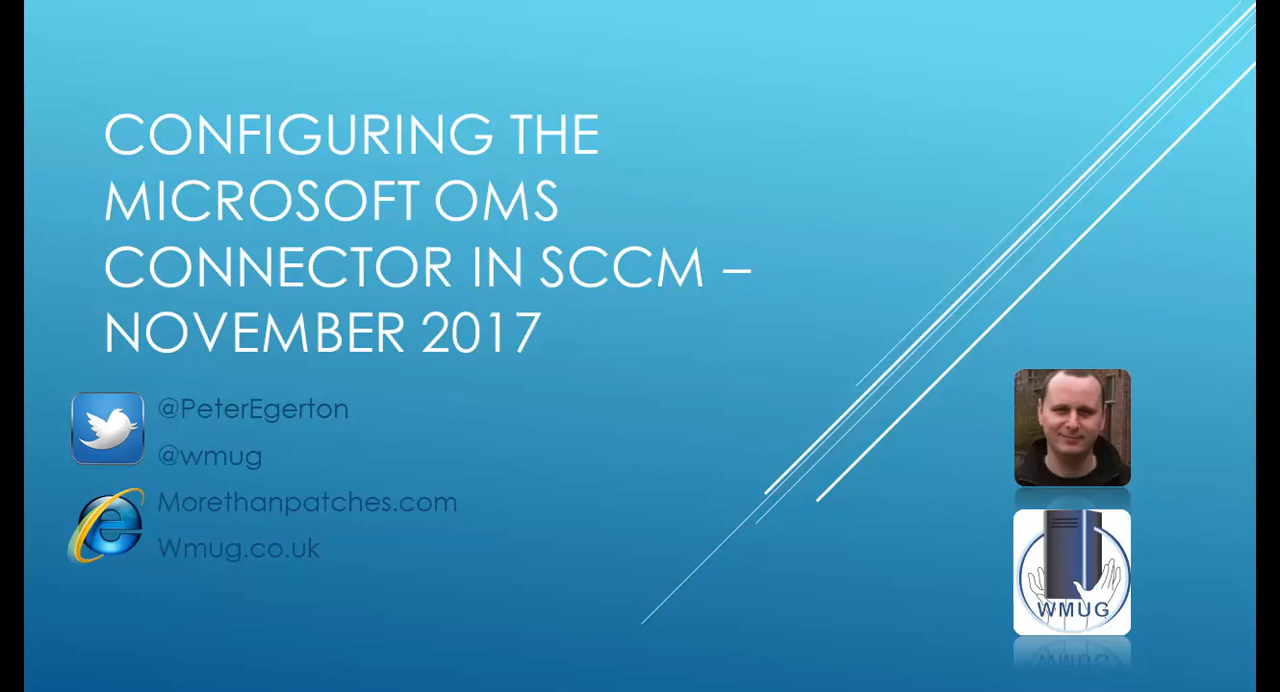 CONFIGURING THE
MICROSOFT OMS
CONNECTOR IN SCCM –
NOVEMBER 2017
@PeterEgerton
@wmug
Morethanpatches.com
Wmug.co.uk
WMUG